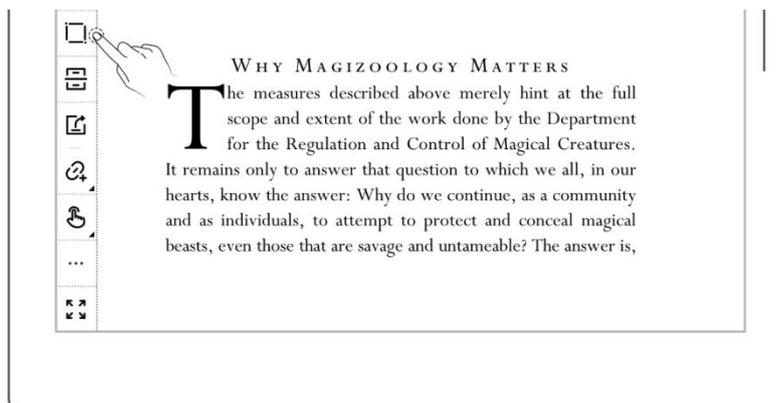 WHY MAGIZOOLOGY MATTERS
The measures described above merely hint at the full
scope and extent of the work done by the Department
for the Regulation and Control of Magical Creatures.
It remains only to answer that question to which we all, in our
hearts, know the answer: Why do we continue, as a community
and as individuals, to attempt to protect and conceal magical
beasts, even those that are savage and untameable? The answer is,